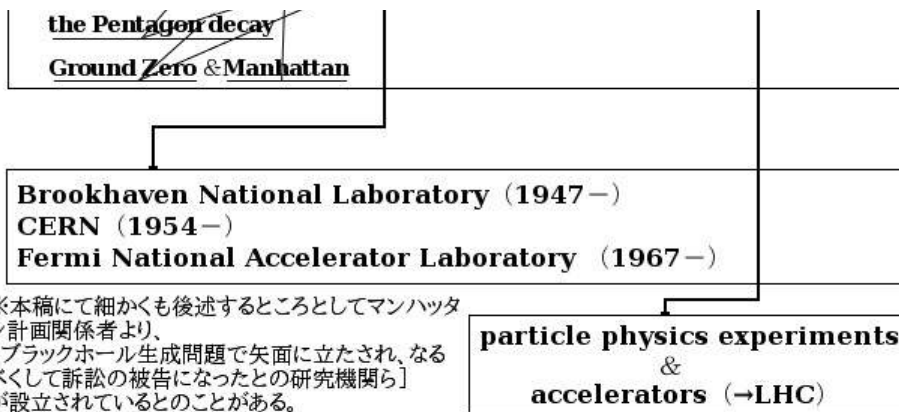 the Pentagon decay
Ground Zero &Manhattan
Brookhaven National Laboratory (1947−)
CERN (1954−)
Fermi National Accelerator Laboratory (1967−)
※本稿にて細かくも後述するところとしてマンハッタ
ン計画関係者より、
ブラックホール生成問題で矢面に立たされ、なる
べくして訴訟の被告になったとの研究機関ら]
が設立されているとのことがある。
particle physics experiments
&
accelerators (→LHC)